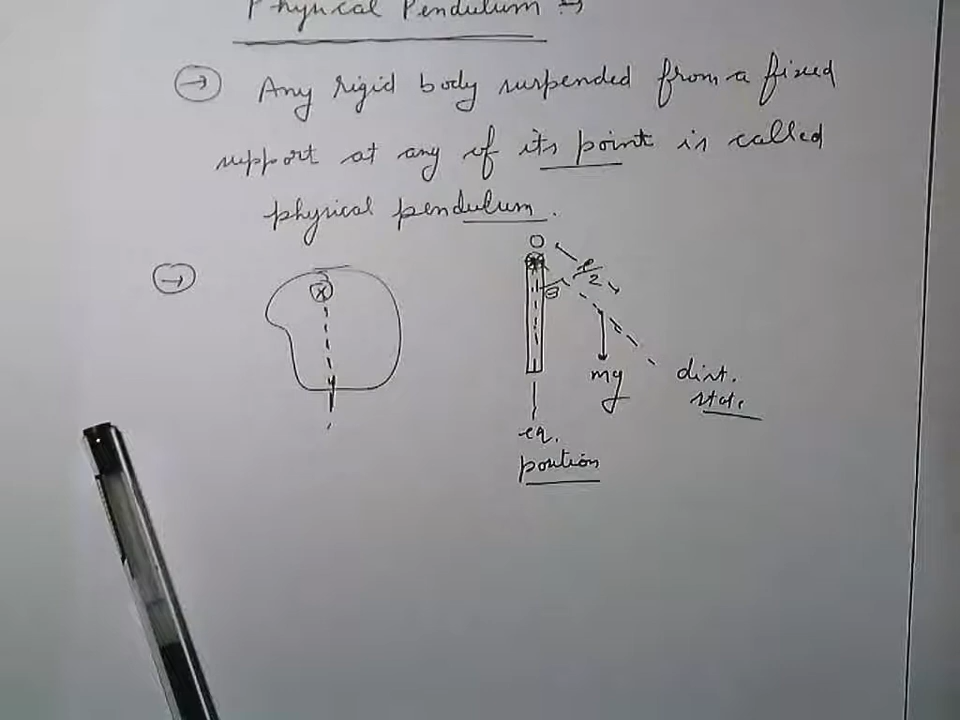 Physical Pendulum :→
→ Any rigid body suspended from a fixed
support at any of its point is called
physical pendulum.
→
O
ℓ/2
θ
mg
dist.
stat.
eq.
position